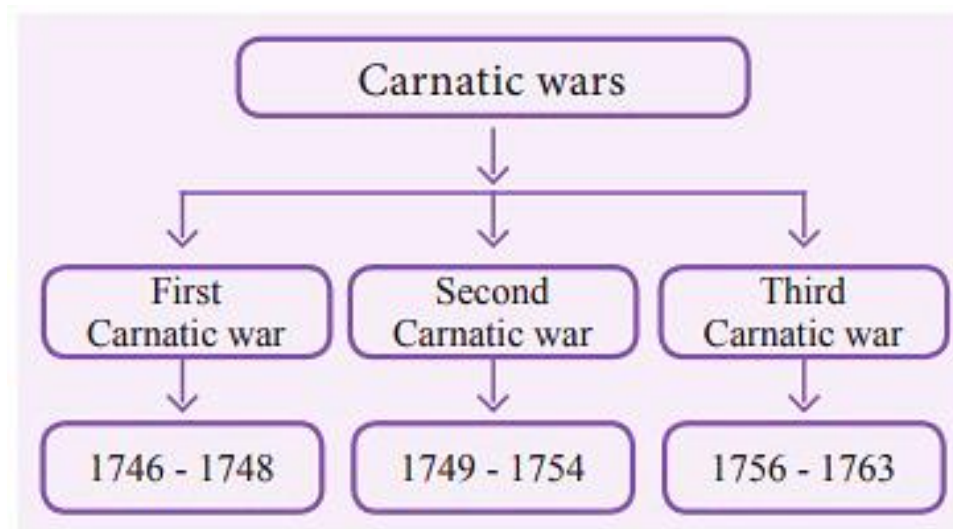 Carnatic wars
First
Carnatic war
Second
Carnatic war
Third
Carnatic war
1746 - 1748
1749 - 1754
1756 - 1763